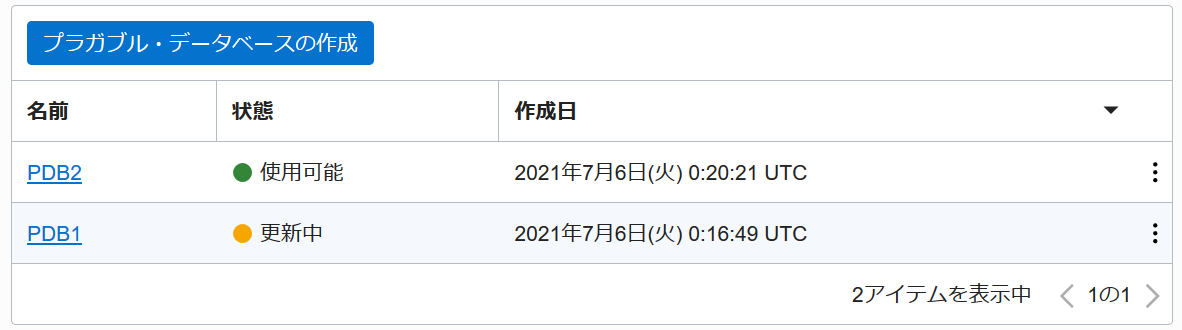 プラガブル・データベースの作成
名前 状態 作成日
PDB2 使用可能 2021年7月6日(火) 0:20:21 UTC
PDB1 更新中 2021年7月6日(火) 0:16:49 UTC
2アイテムを表示中 1の1